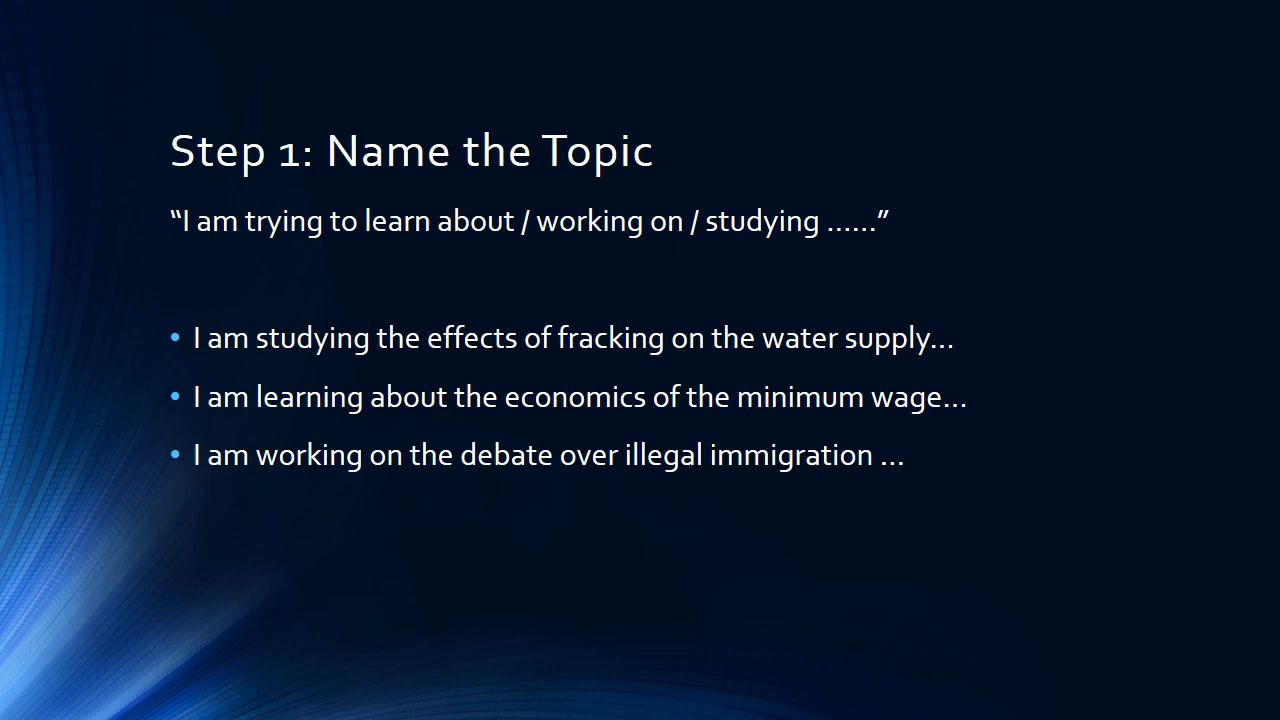 Step 1: Name the Topic
“I am trying to learn about / working on / studying ......”
• I am studying the effects of fracking on the water supply...
• I am learning about the economics of the minimum wage...
• I am working on the debate over illegal immigration ...